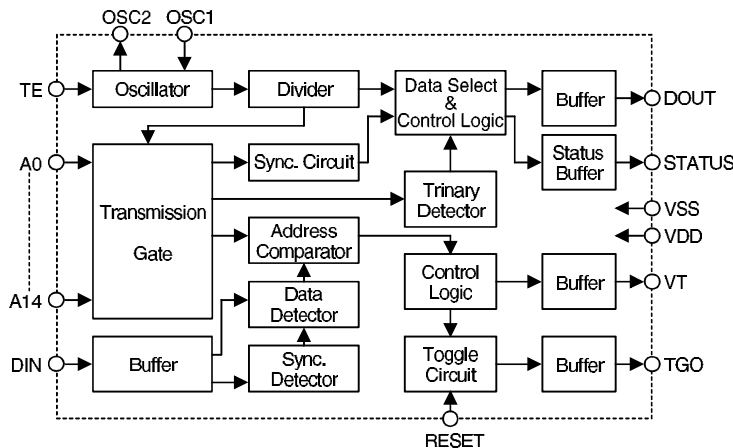 OSC2 OSC1
TE
Oscillator
Divider
Data Select
&
Control Logic
Buffer
DOUT
A0
Sync. Circuit
Status
Buffer
STATUS
Transmission
Gate
Trinary
Detector
VSS
Address
Comparator
VDD
Control
Logic
Buffer
VT
A14
Data
Detector
DIN
Buffer
Sync.
Detector
Toggle
Circuit
Buffer
TGO
RESET